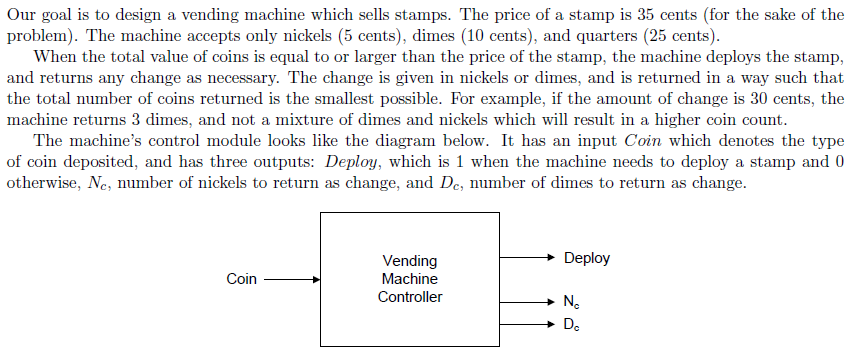 Our goal is to design a vending machine which sells stamps. The price of a stamp is 35 cents (for the sake of the
problem). The machine accepts only nickels (5 cents), dimes (10 cents), and quarters (25 cents).
When the total value of coins is equal to or larger than the price of the stamp, the machine deploys the stamp,
and returns any change as necessary. The change is given in nickels or dimes, and is returned in a way such that
the total number of coins returned is the smallest possible. For example, if the amount of change is 30 cents, the
machine returns 3 dimes, and not a mixture of dimes and nickels which will result in a higher coin count.
The machine's control module looks like the diagram below. It has an input Coin which denotes the type
of coin deposited, and has three outputs: Deploy, which is 1 when the machine needs to deploy a stamp and 0
otherwise, Nc, number of nickels to return as change, and Dc, number of dimes to return as change.
Coin
Vending
Machine
Controller
Deploy
Nc
Dc